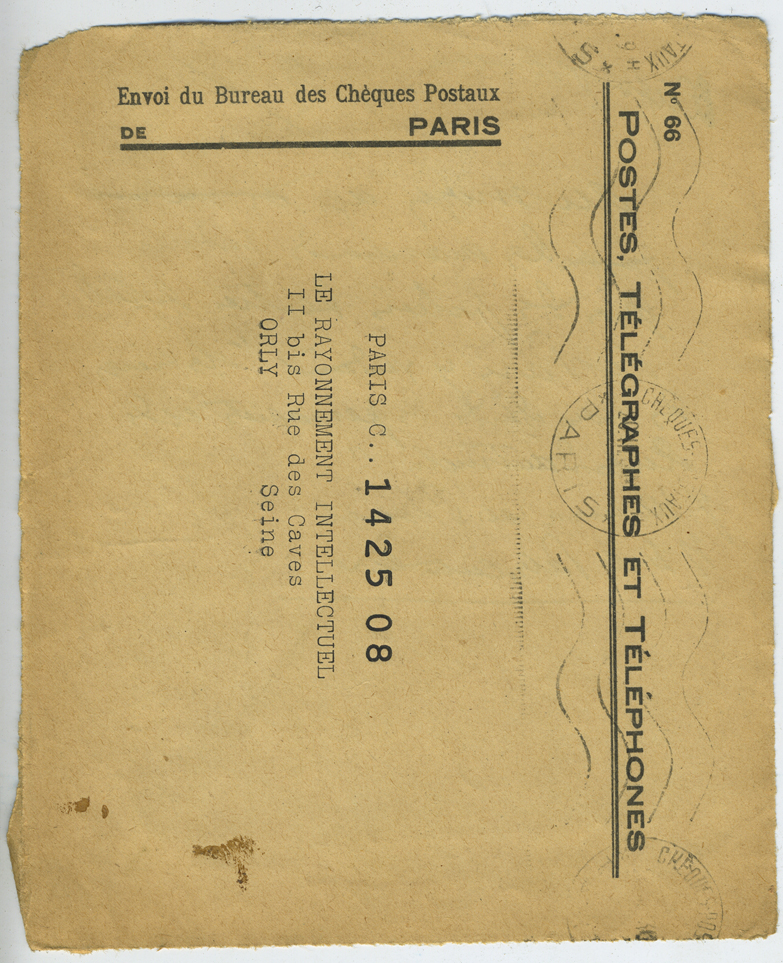 Envoi du Bureau des Chèques Postaux
DE PARIS
N° 66
POSTES, TÉLÉGRAPHES ET TÉLÉPHONES
CHEQUES
* PARIS
PARIS C.. 1425 08
LE RAYONNEMENT INTELLECTUEL
II bis Rue des Caves
ORLY Seine